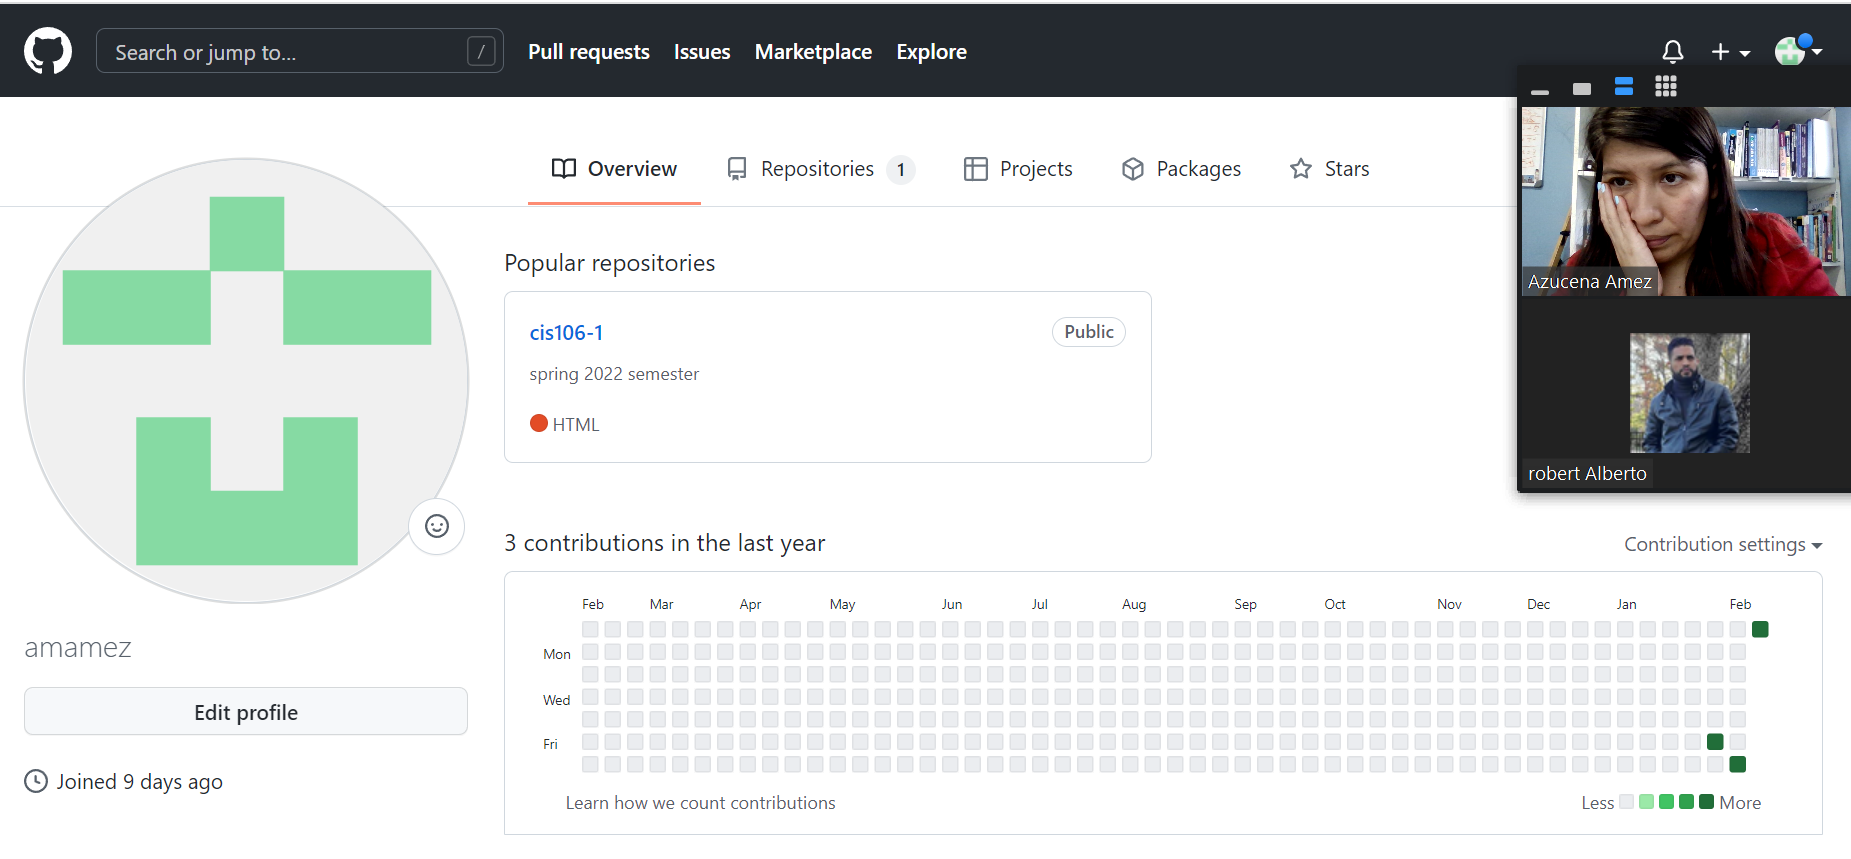 Search or jump to...
/
Pull requests
Issues
Marketplace
Explore
Overview
Repositories 1
Projects
Packages
Stars
Azucena Amez
robert Alberto
Popular repositories
cis106-1
Public
spring 2022 semester
HTML
3 contributions in the last year
Contribution settings
Feb Mar Apr May Jun Jul Aug Sep Oct Nov Dec Jan Feb
Mon
Wed
Fri
Learn how we count contributions
Less
More
amamez
Edit profile
Joined 9 days ago